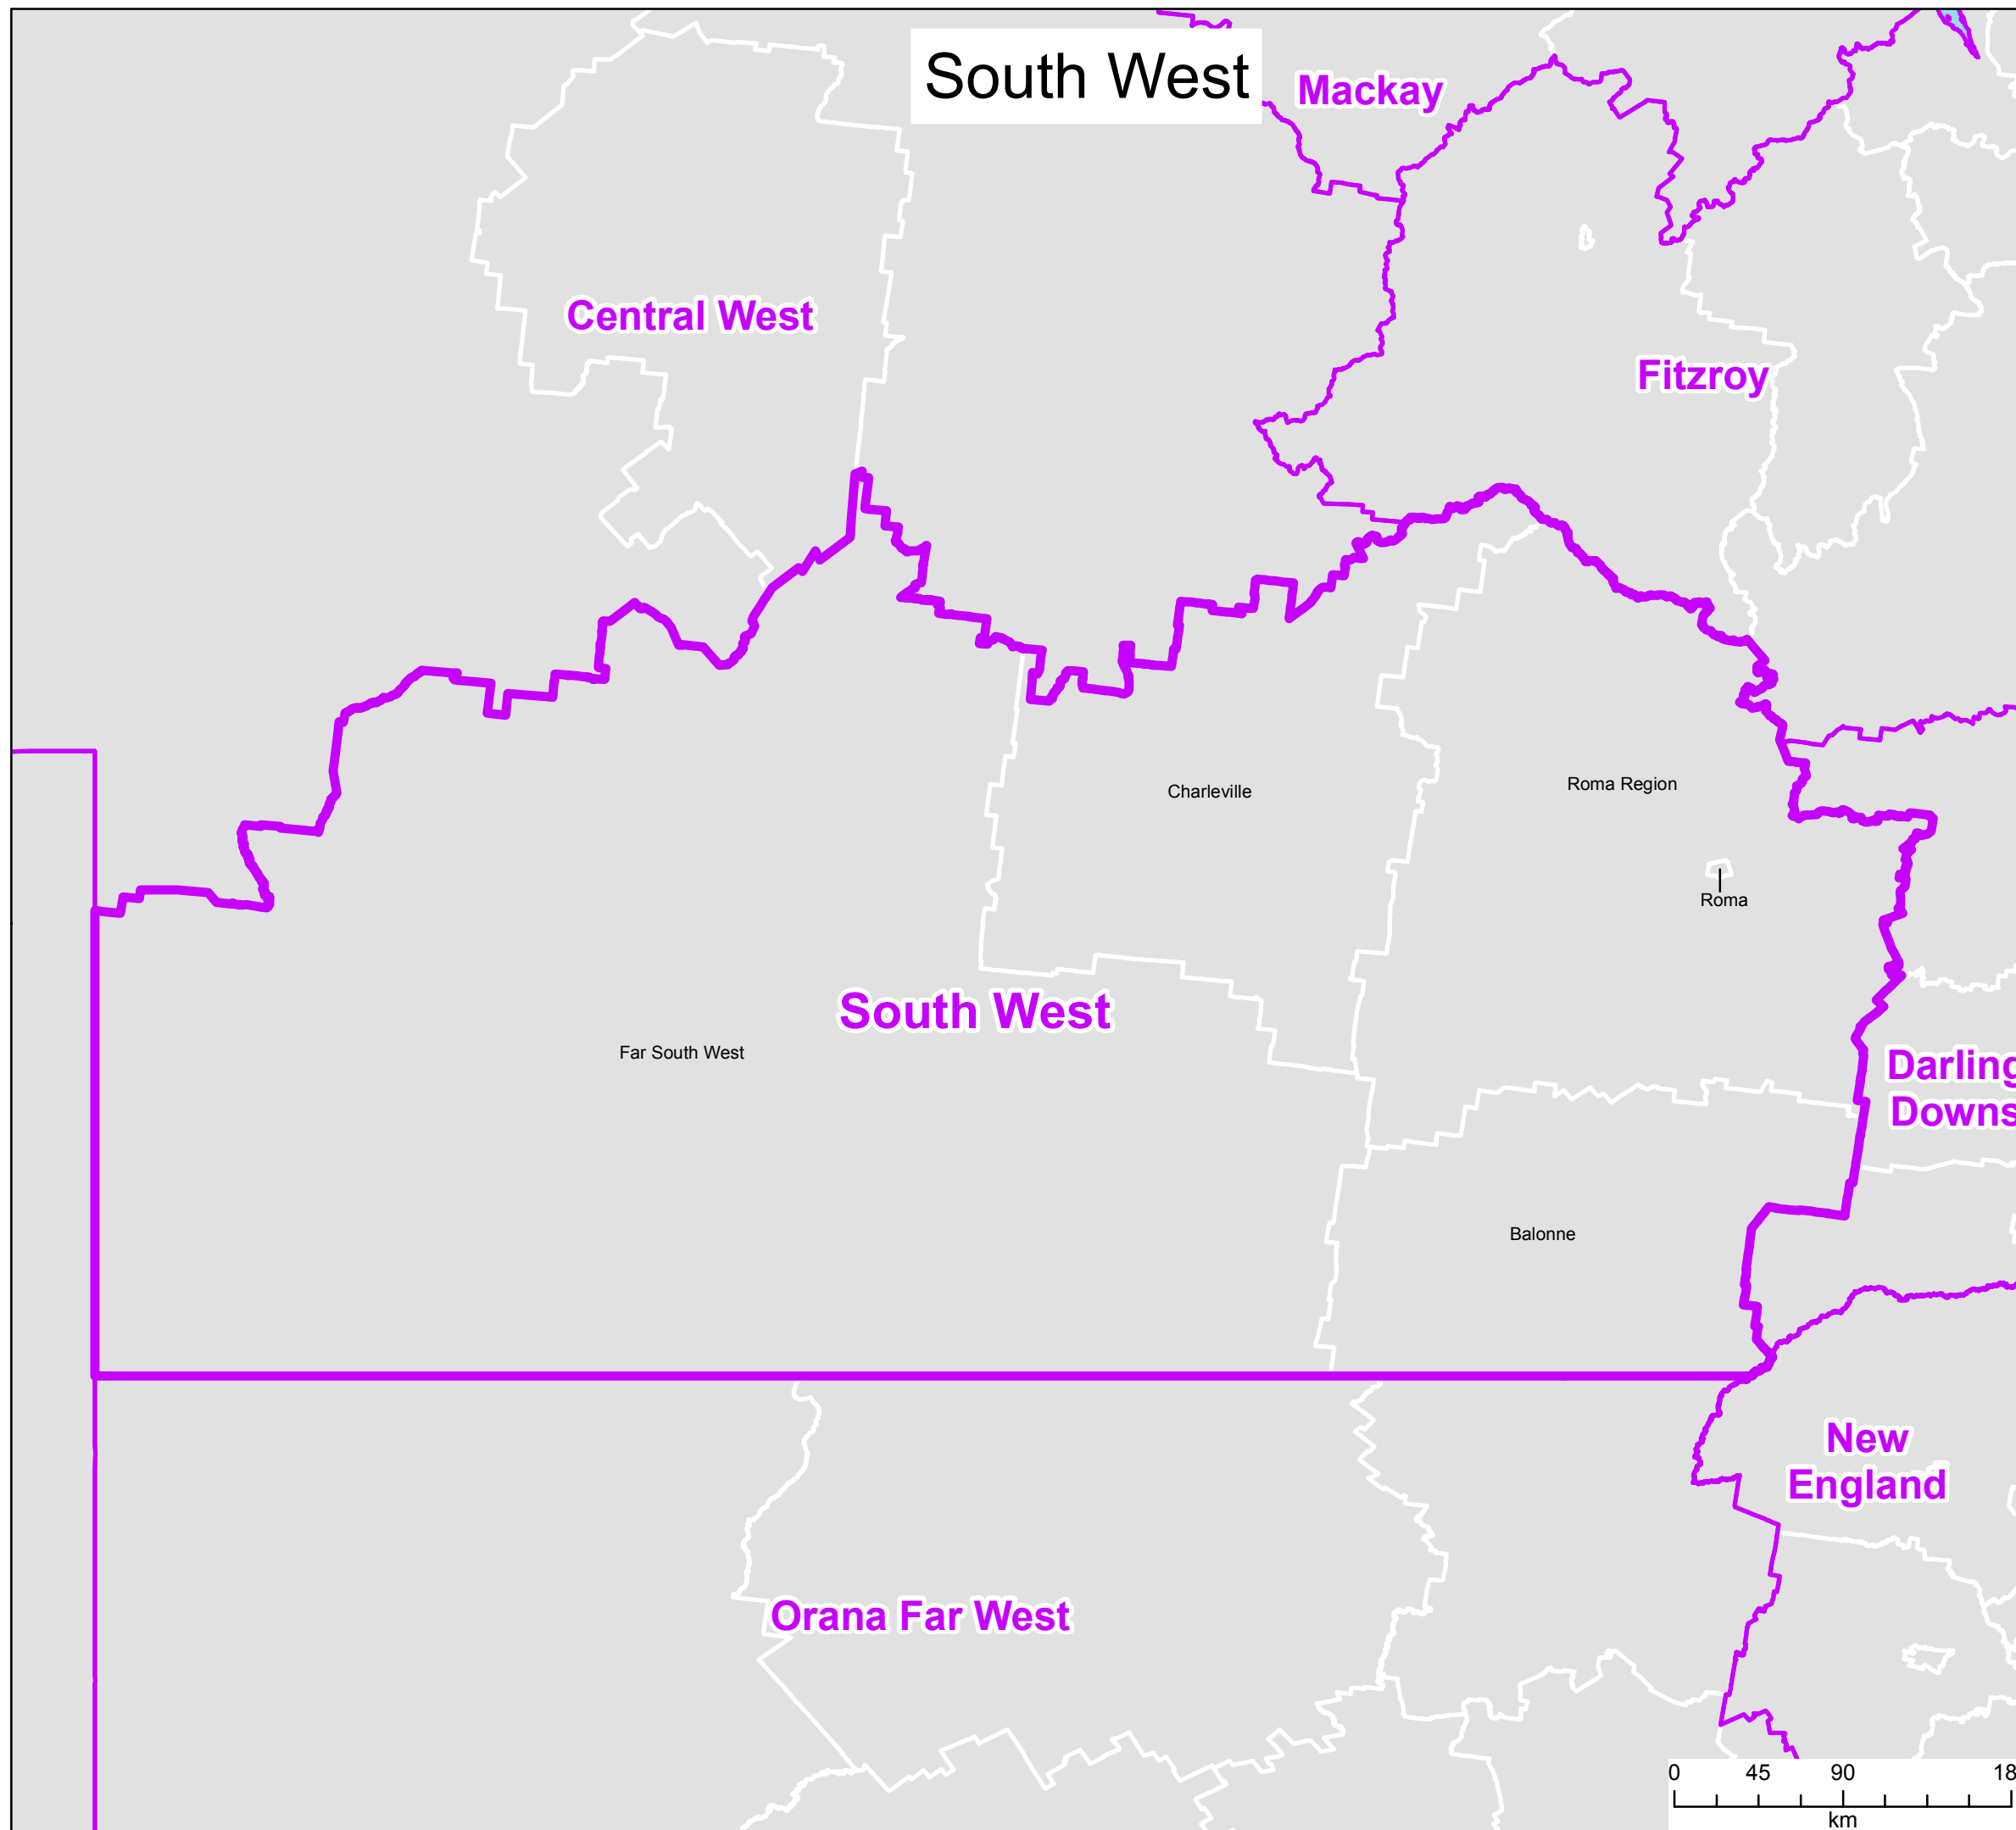 South West
Mackay
Central West
Fitzroy
Charleville
Roma Region
Roma
South West
Far South West
Darling
Downs
Balonne
New
England
Orana Far West
0 45 90 18
km